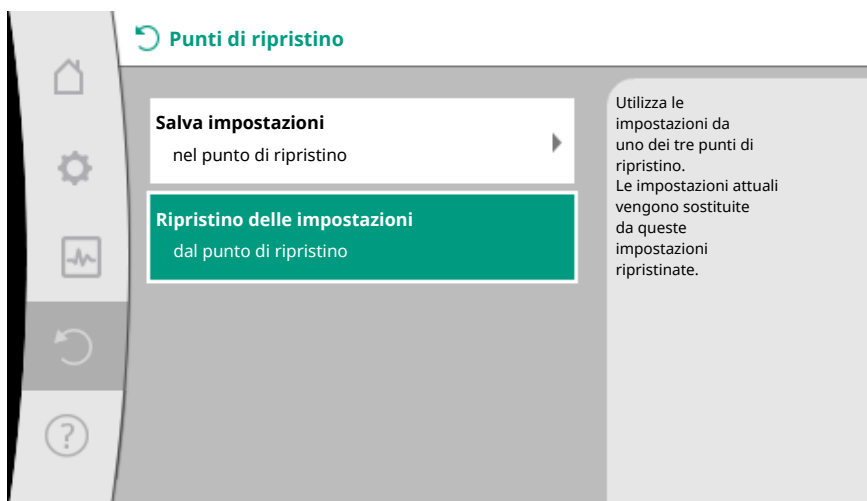 Punti di ripristino
Salva impostazioni
nel punto di ripristino
Ripristino delle impostazioni
dal punto di ripristino
Utilizza le
impostazioni da
uno dei tre punti di
ripristino.
Le impostazioni attuali
vengono sostituite
da queste
impostazioni
ripristinate.
?